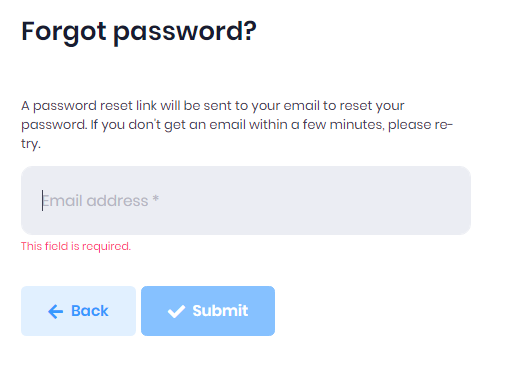 Forgot password?
A password reset link will be sent to your email to reset your
password. If you don't get an email within a few minutes, please re-
try.
Email address *
This field is required.
Back
Submit